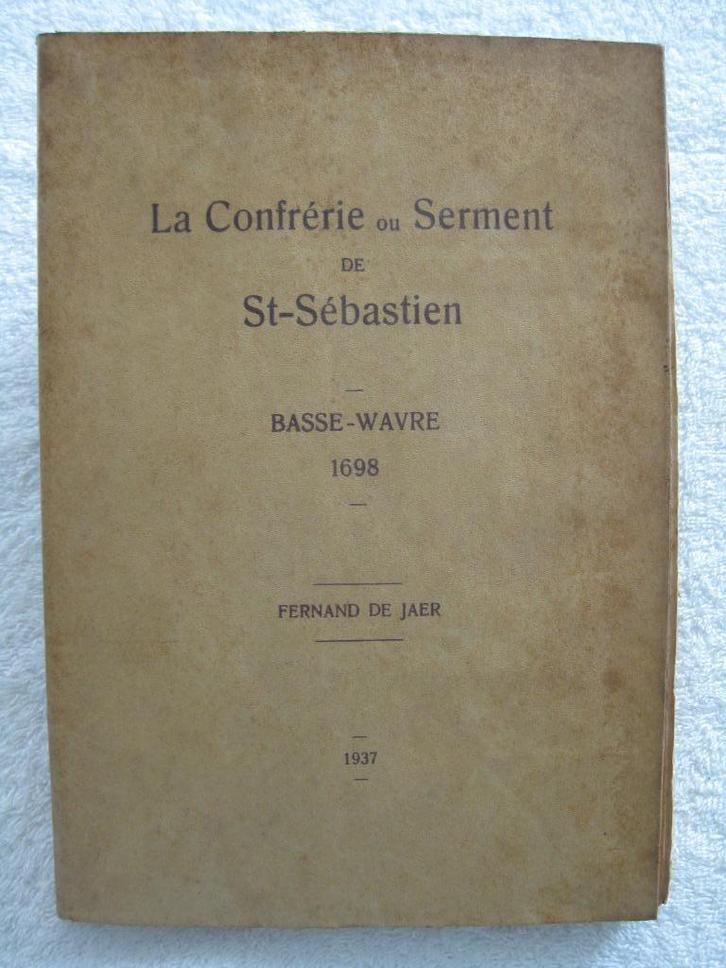 La Confrérie ou Serment
DE
St-Sébastien
BASSE-WAVRE
1698
FERNAND DE JAER
1937